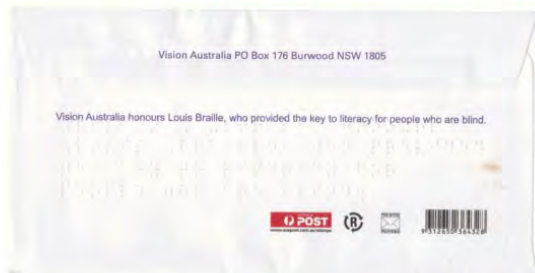 Vision Australia PO Box 176 Burwood NSW 1805
Vision Australia honours Louis Braille, who provided the key to literacy for people who are blind.
POST
R